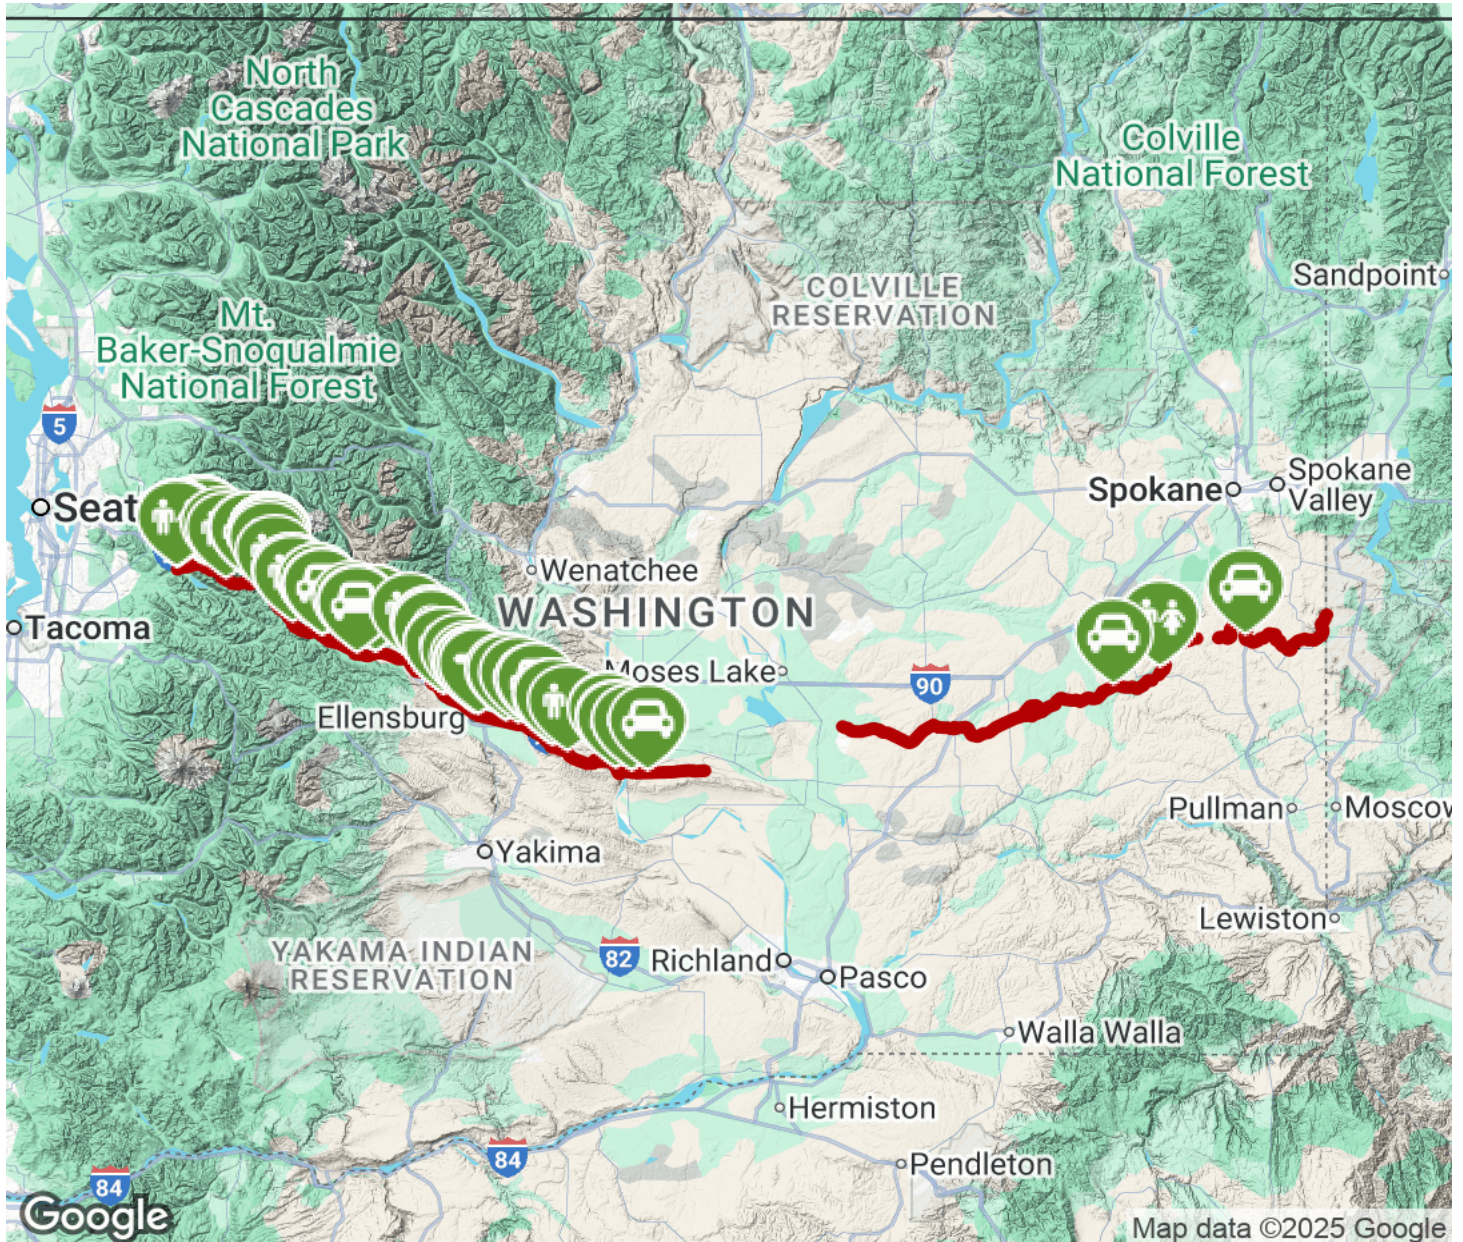 North
Cascades
National Park
Colville
National Forest
Sandpoint
COLVILLE
RESERVATION
Mt.
Baker-Snoqualmie
National Forest
5
Spokane
Spokane
Valley
Seat
Wenatchee
WASHINGTON
Tacoma
Moses Lake
90
Ellensburg
Pullman
Moscow
Yakima
Lewiston
YAKAMA INDIAN
RESERVATION
82
Richland
Pasco
Walla Walla
Hermiston
84
Pendleton
84
Google
Map data ©2025 Google